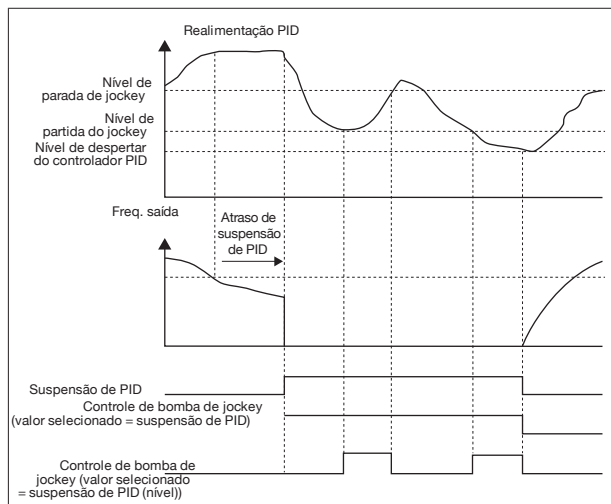 Realimentação PID
Nível de
parada de jockey
Nível de
partida do jockey
Nível de despertar
do controlador PID
Freq. saída
Atraso de
suspensão
de PID
Suspensão de PID
Controle de bomba de jockey
(valor selecionado = suspensão de PID)
Controle de bomba de
jockey (valor selecionado
= suspensão de PID (nível))